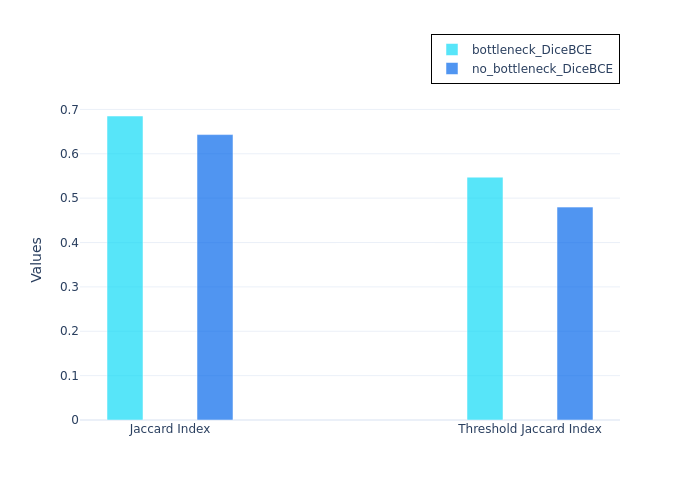 bottleneck_DiceBCE
no_bottleneck_DiceBCE
0.7
0.6
0.5
0.4
0.3
0.2
0.1
0
Values
Jaccard Index
Threshold Jaccard Index